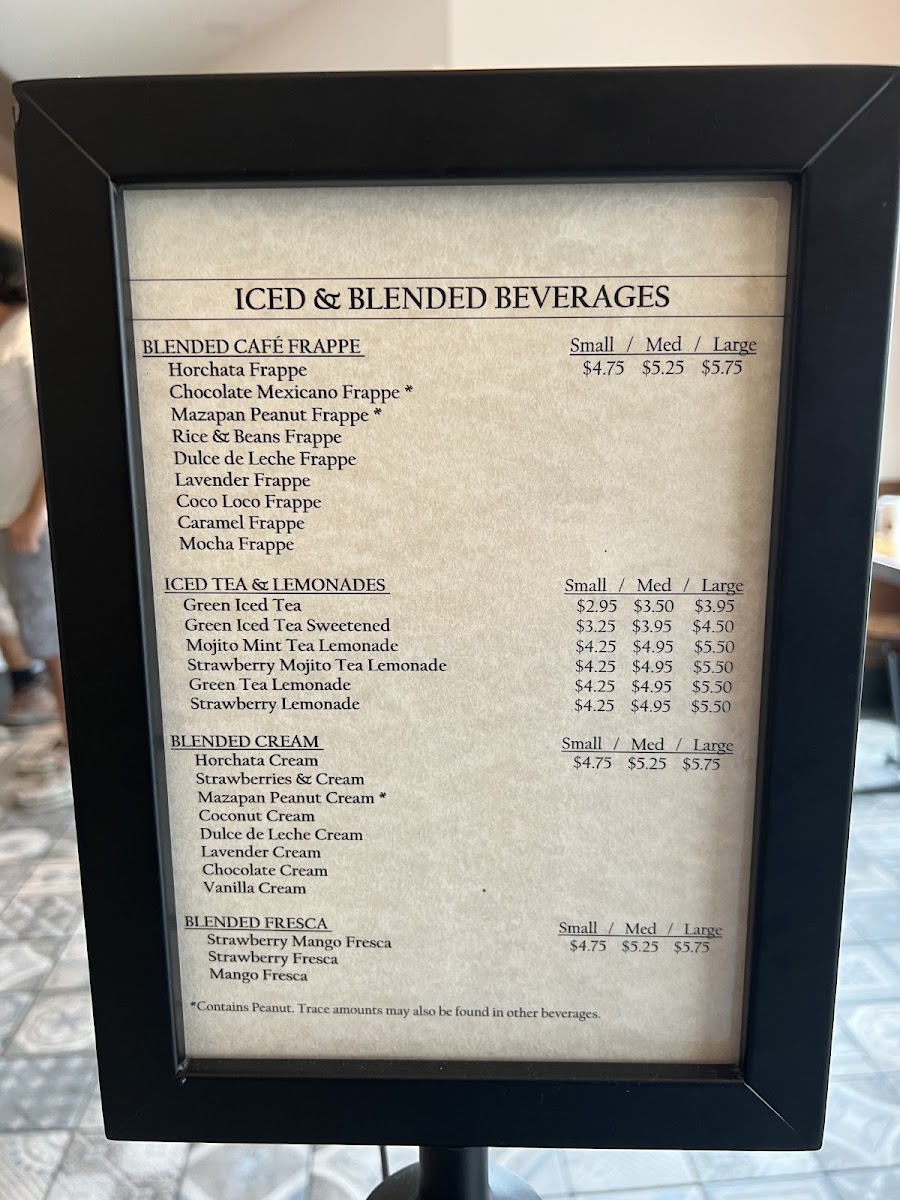 ICED & BLENDED BEVERAGES
BLENDED CAFÉ FRAPPE Small / Med / Large
Horchata Frappe $4.75 $5.25 $5.75
Chocolate Mexicano Frappe *
Mazapan Peanut Frappe *
Rice & Beans Frappe
Dulce de Leche Frappe
Lavender Frappe
Coco Loco Frappe
Caramel Frappe
Mocha Frappe
ICED TEA & LEMONADES Small / Med / Large
Green Iced Tea $2.95 $3.50 $3.95
Green Iced Tea Sweetened $3.25 $3.95 $4.50
Mojito Mint Tea Lemonade $4.25 $4.95 $5.50
Strawberry Mojito Tea Lemonade $4.25 $4.95 $5.50
Green Tea Lemonade $4.25 $4.95 $5.50
Strawberry Lemonade $4.25 $4.95 $5.50
BLENDED CREAM Small / Med / Large
Horchata Cream $4.75 $5.25 $5.75
Strawberries & Cream
Mazapan Peanut Cream *
Coconut Cream
Dulce de Leche Cream
Lavender Cream
Chocolate Cream
Vanilla Cream
BLENDED FRESCA Small / Med / Large
Strawberry Mango Fresca $4.75 $5.25 $5.75
Strawberry Fresca
Mango Fresca
*Contains Peanut. Trace amounts may also be found in other beverages.